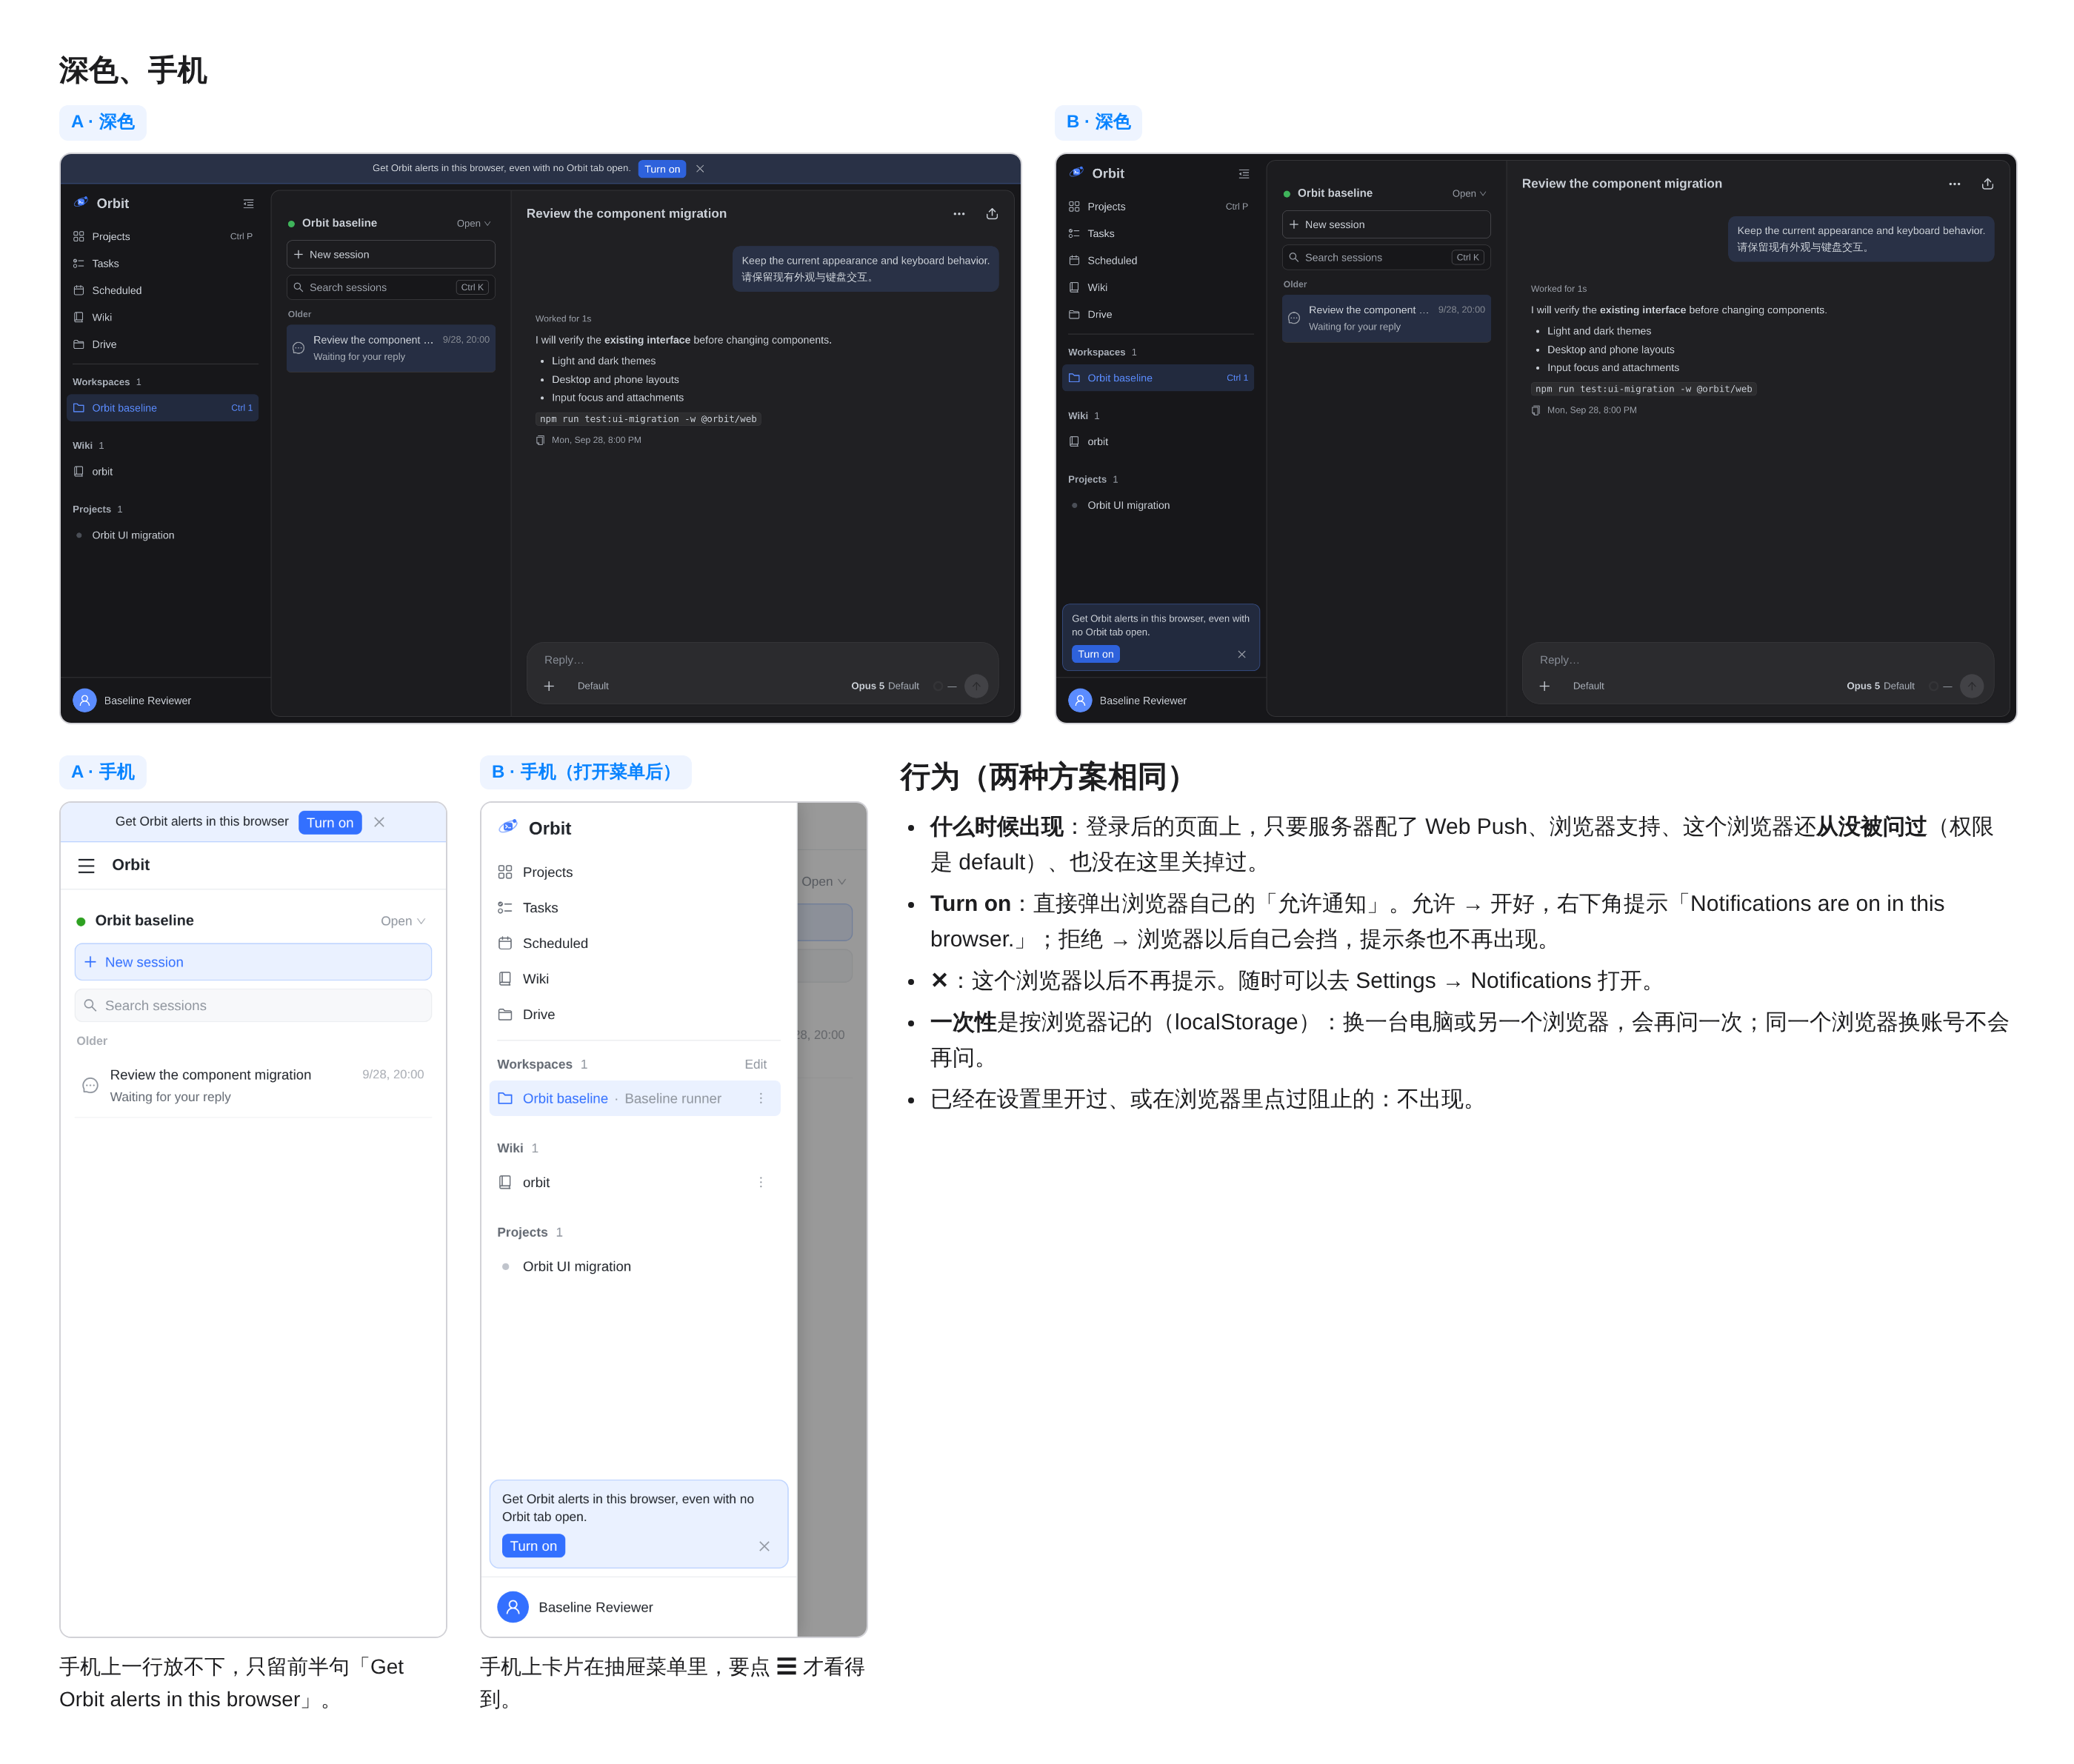 深色、手机
A · 深色
Get Orbit alerts in this browser, even with no Orbit tab open. Turn on
Orbit
Projects Ctrl P
Tasks
Scheduled
Wiki
Drive
Workspaces 1
Orbit baseline Ctrl 1
Wiki 1
orbit
Projects 1
Orbit UI migration
Baseline Reviewer
Orbit baseline Open
New session
Search sessions Ctrl K
Older
Review the component … 9/28, 20:00
Waiting for your reply
Review the component migration
Keep the current appearance and keyboard behavior.
请保留现有外观与键盘交互。
Worked for 1s
I will verify the existing interface before changing components.
• Light and dark themes
• Desktop and phone layouts
• Input focus and attachments
npm run test:ui-migration -w @orbit/web
Mon, Sep 28, 8:00 PM
Reply…
Default Opus 5 Default —
B · 深色
Orbit
Projects Ctrl P
Tasks
Scheduled
Wiki
Drive
Workspaces 1
Orbit baseline Ctrl 1
Wiki 1
orbit
Projects 1
Orbit UI migration
Get Orbit alerts in this browser, even with
no Orbit tab open.
Turn on
Baseline Reviewer
Orbit baseline Open
New session
Search sessions Ctrl K
Older
Review the component … 9/28, 20:00
Waiting for your reply
Review the component migration
Keep the current appearance and keyboard behavior.
请保留现有外观与键盘交互。
Worked for 1s
I will verify the existing interface before changing components.
• Light and dark themes
• Desktop and phone layouts
• Input focus and attachments
npm run test:ui-migration -w @orbit/web
Mon, Sep 28, 8:00 PM
Reply…
Default Opus 5 Default —
A · 手机
Get Orbit alerts in this browser Turn on
Orbit
Orbit baseline Open
New session
Search sessions
Older
Review the component migration 9/28, 20:00
Waiting for your reply
手机上一行放不下，只留前半句「Get
Orbit alerts in this browser」。
B · 手机（打开菜单后）
Orbit
Projects
Tasks
Scheduled
Wiki
Drive
Workspaces 1 Edit
Orbit baseline · Baseline runner
Wiki 1
orbit
Projects 1
Orbit UI migration
Get Orbit alerts in this browser, even with no
Orbit tab open.
Turn on
Baseline Reviewer
Open
28, 20:00
手机上卡片在抽屉菜单里，要点 ☰ 才看得
到。
行为（两种方案相同）
• 什么时候出现：登录后的页面上，只要服务器配了 Web Push、浏览器支持、这个浏览器还从没被问过（权限
是 default）、也没在这里关掉过。
• Turn on：直接弹出浏览器自己的「允许通知」。允许 → 开好，右下角提示「Notifications are on in this
browser.」；拒绝 → 浏览器以后自己会挡，提示条也不再出现。
• ✕：这个浏览器以后不再提示。随时可以去 Settings → Notifications 打开。
• 一次性是按浏览器记的（localStorage）：换一台电脑或另一个浏览器，会再问一次；同一个浏览器换账号不会
再问。
• 已经在设置里开过、或在浏览器里点过阻止的：不出现。